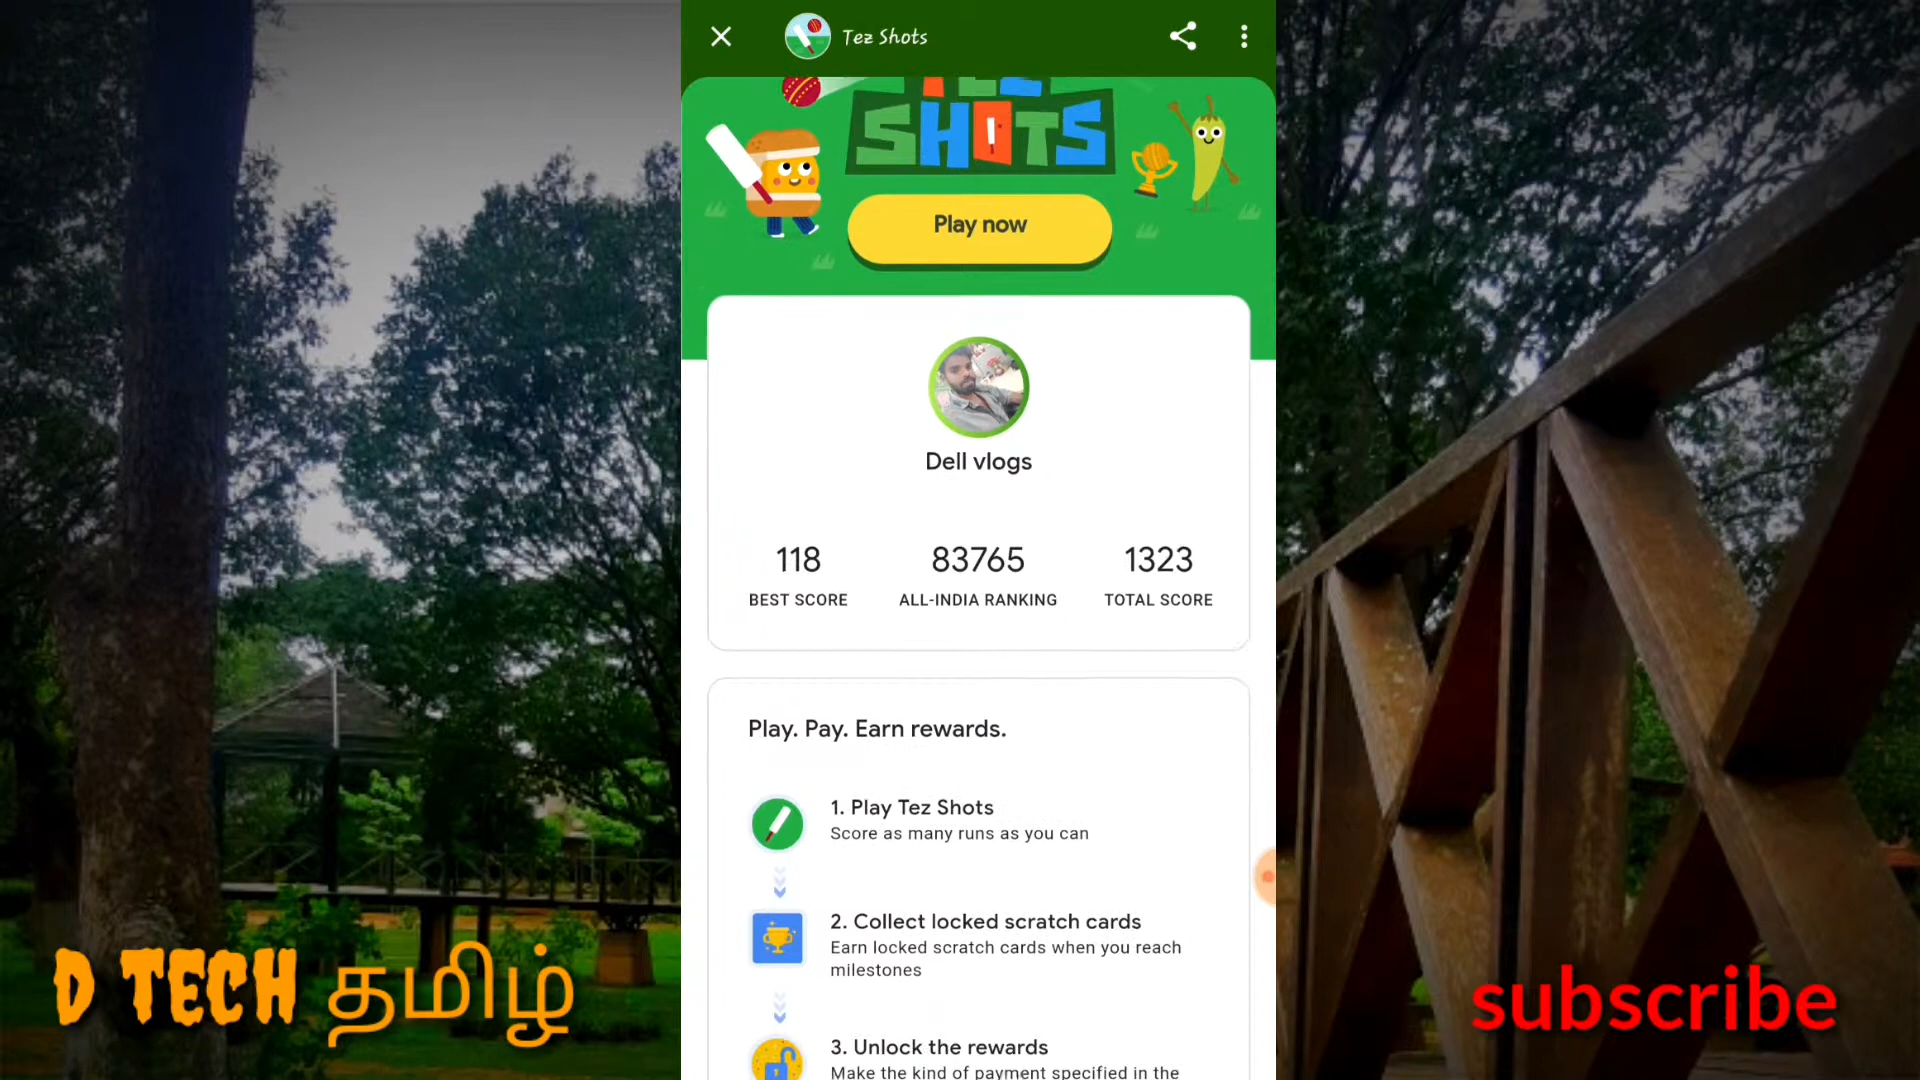 Tez Shots
SHOTS
Play now
Dell vlogs
118 83765 1323
BEST SCORE ALL-INDIA RANKING TOTAL SCORE
Play. Pay. Earn rewards.
1. Play Tez Shots
Score as many runs as you can
2. Collect locked scratch cards
Earn locked scratch cards when you reach
milestones
3. Unlock the rewards
Make the kind of payment specified in the
D TECH தமிழ்
subscribe